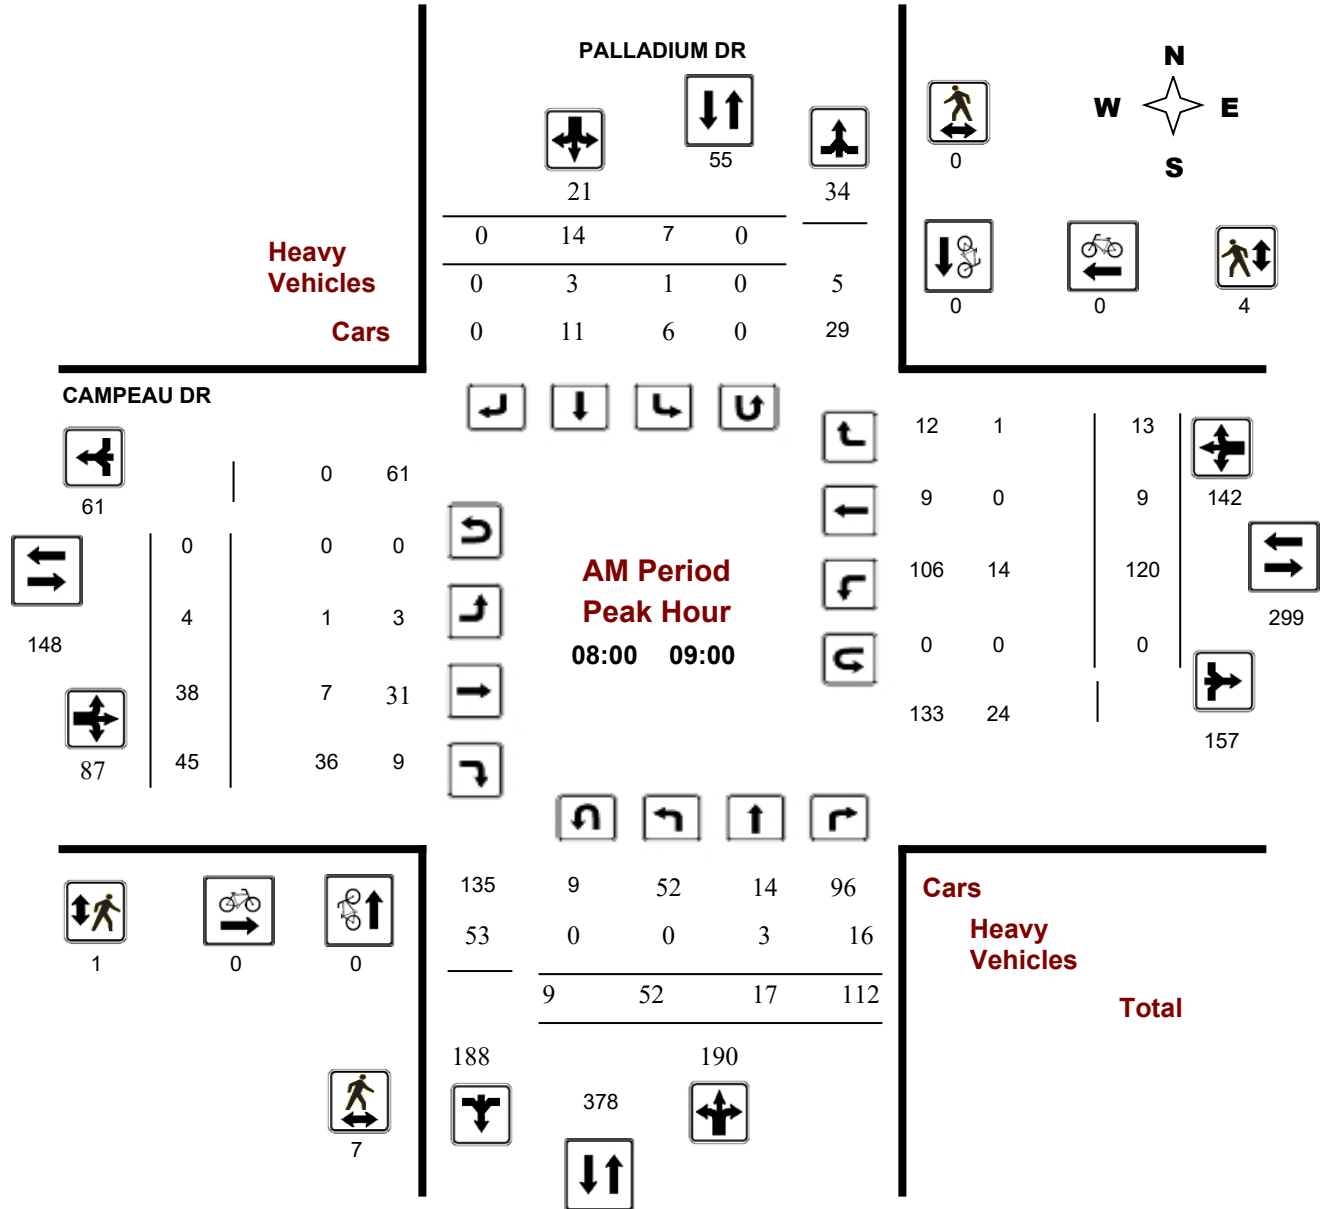 PALLADIUM DR
N
W E
S
55
0
21 34
0 14 7 0
Heavy
Vehicles
0 3 1 0 5
0 0 4
Cars
0 11 6 0 29
CAMPEAU DR
12 1 13
0 61
61
9 0 9 142
0 0 0
AM Period
106 14 120
Peak Hour
4 1 3
299
148
08:00 09:00
0 0 0
38 7 31
133 24
157
87 45 36 9
135 9 52 14 96
Cars
53 0 0 3 16
Heavy
Vehicles
1 0 0
9 52 17 112
Total
188 190
378
7